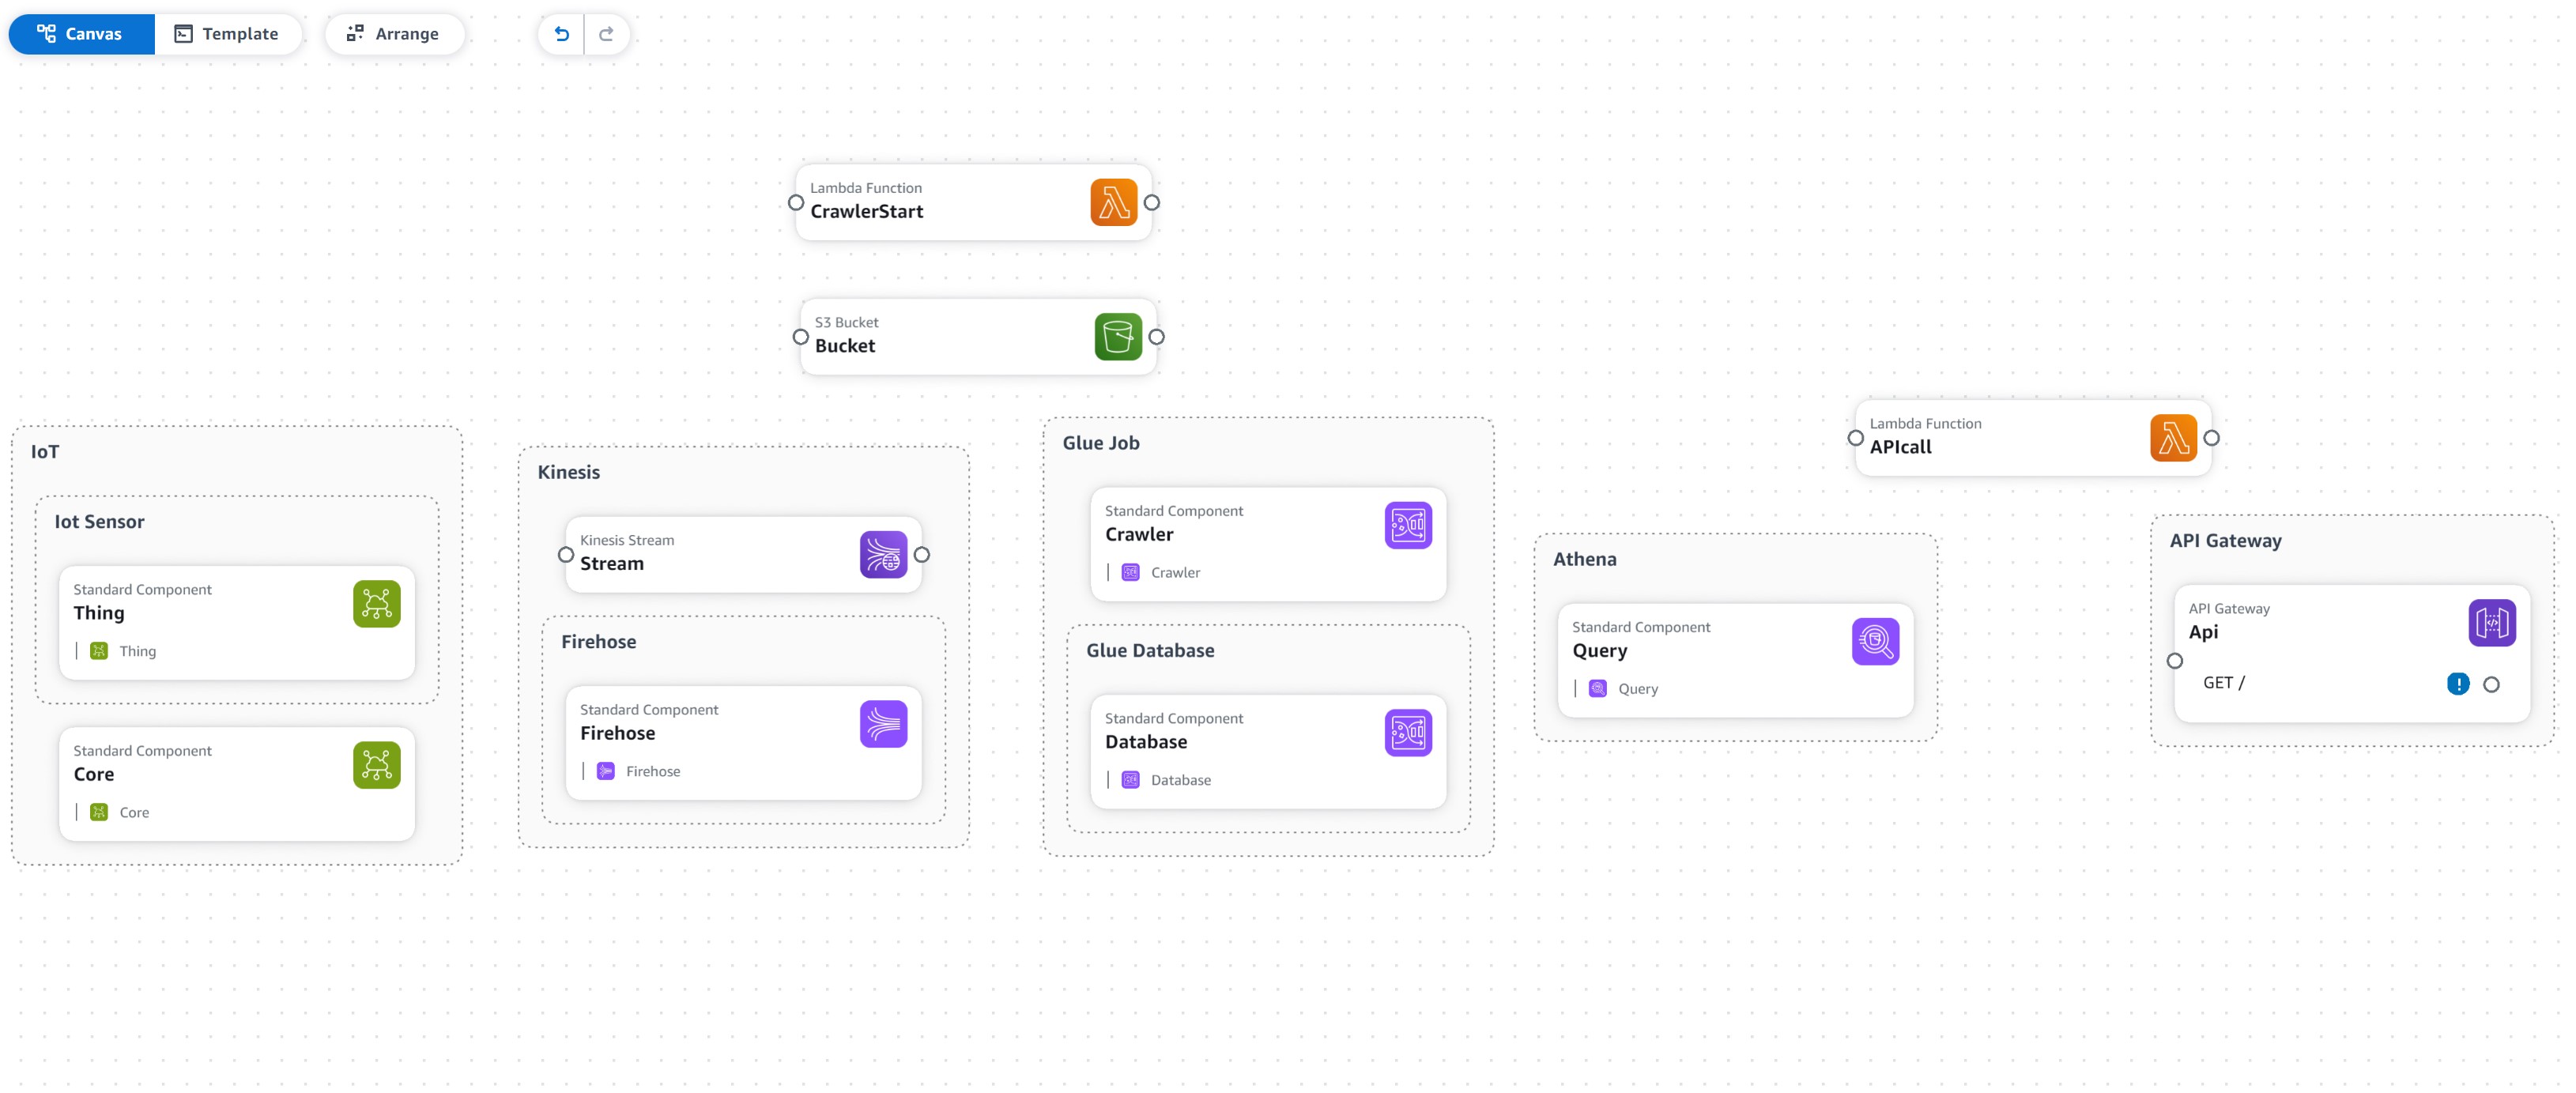 Canvas
Template
Arrange
Lambda Function
CrawlerStart
S3 Bucket
Bucket
IoT
Iot Sensor
Standard Component
Thing
Thing
Standard Component
Core
Core
Kinesis
Kinesis Stream
Stream
Firehose
Standard Component
Firehose
Firehose
Glue Job
Standard Component
Crawler
Crawler
Glue Database
Standard Component
Database
Database
Athena
Standard Component
Query
Query
Lambda Function
APIcall
API Gateway
API Gateway
Api
GET /